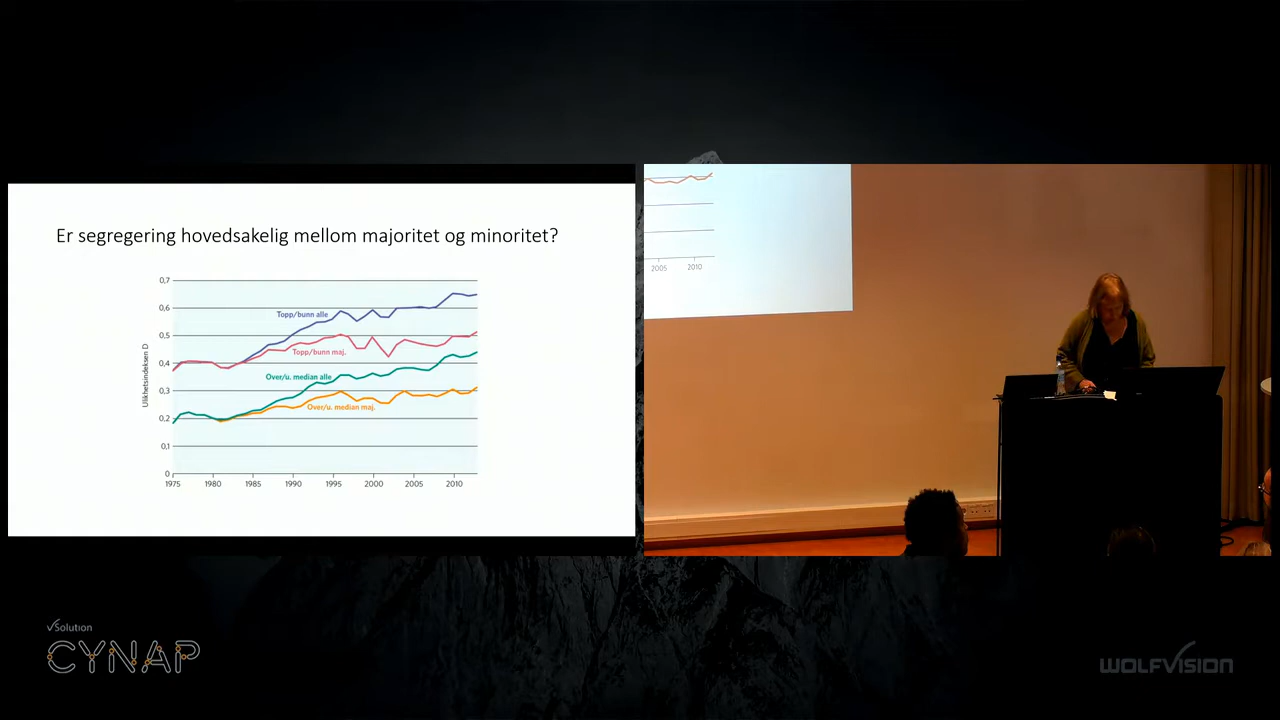 Er segregering hovedsakelig mellom majoritet og minoritet?
0,7
0,6
0,5
0,4
0,3
0,2
0,1
0
Ulikhetsindeksen D
Topp/bunn alle
Topp/bunn maj.
Over/u. median alle
Over/u. median maj.
1975 1980 1985 1990 1995 2000 2005 2010
2005 2010
vSolution
CYNAP
WOLFVISION